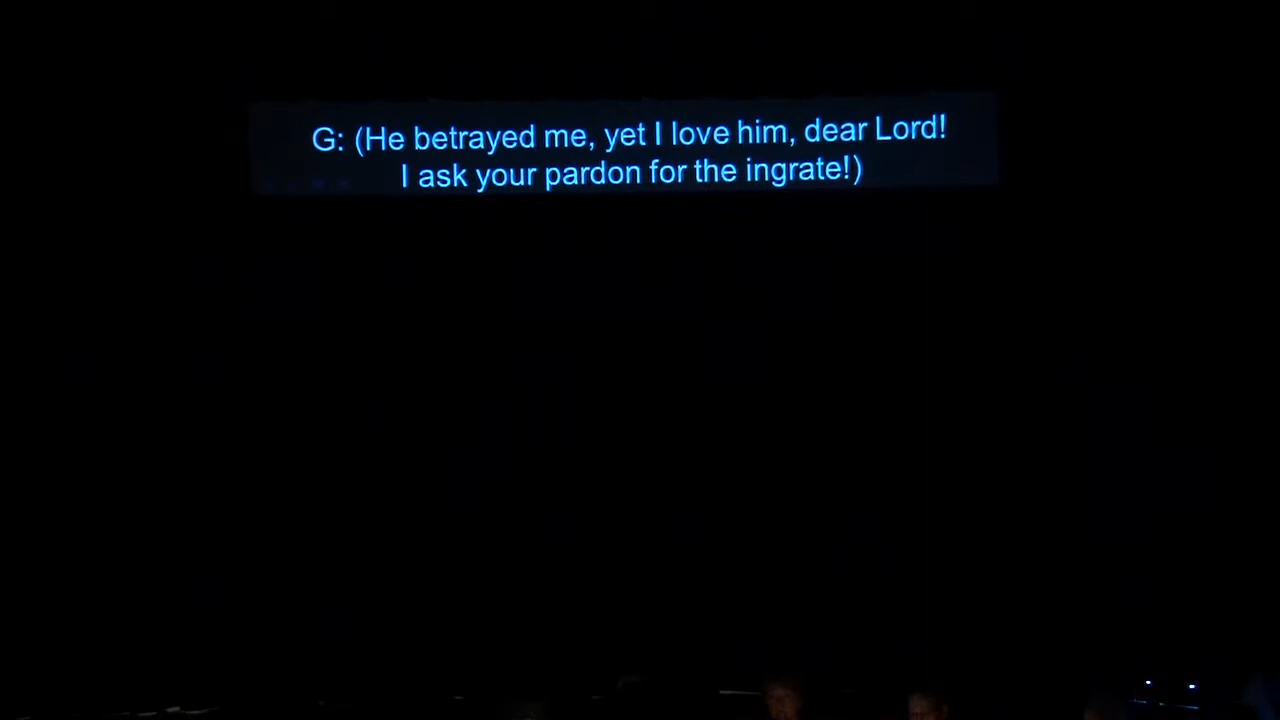 G: (He betrayed me, yet I love him, dear Lord!
I ask your pardon for the ingrate!)